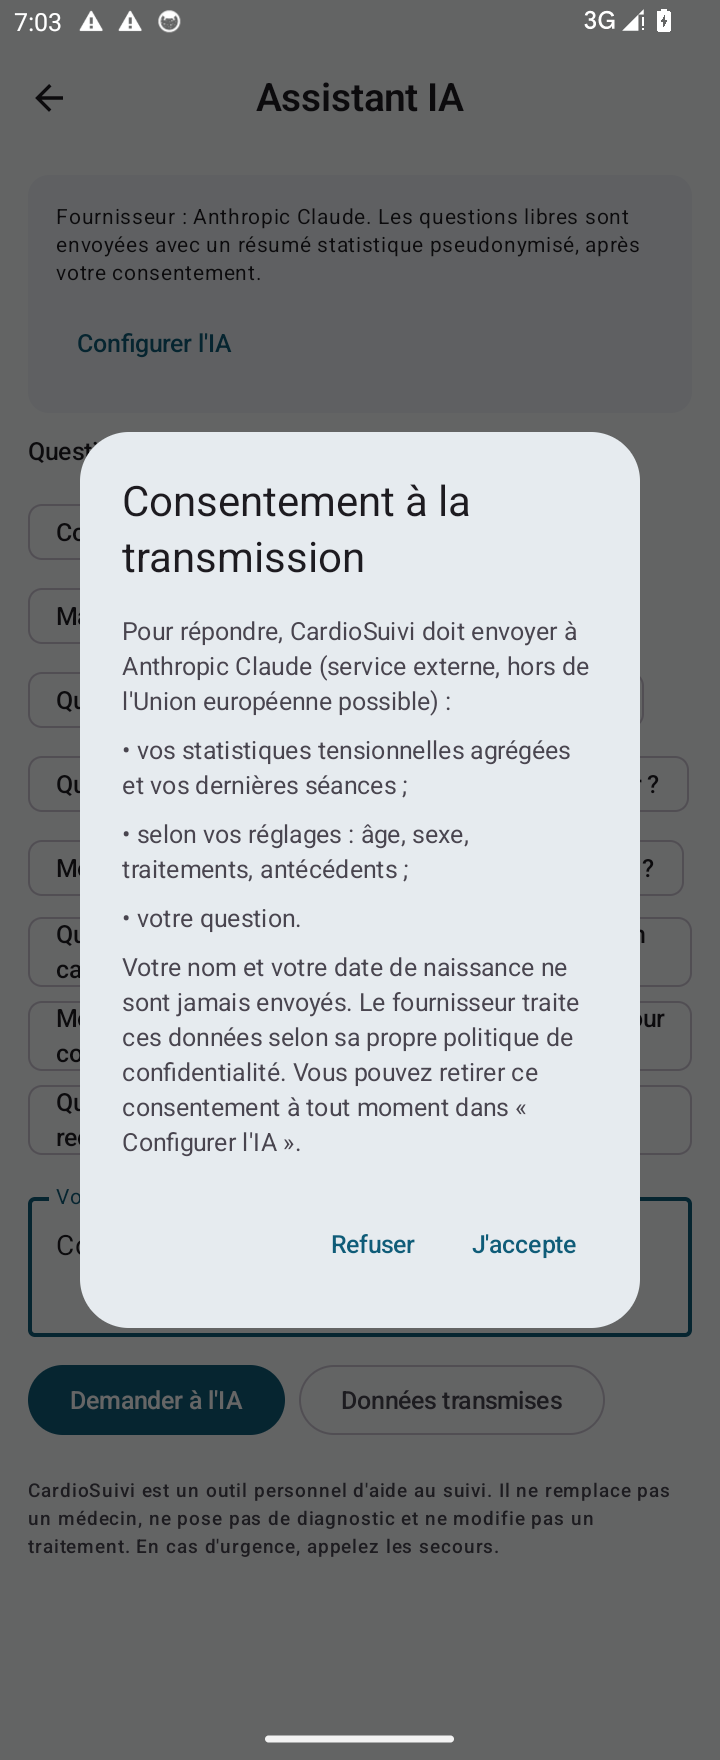 7:03
3G
Assistant IA
Fournisseur : Anthropic Claude. Les questions libres sont
envoyées avec un résumé statistique pseudonymisé, après
votre consentement.
Configurer l'IA
Consentement à la
transmission
Pour répondre, CardioSuivi doit envoyer à
Anthropic Claude (service externe, hors de
l'Union européenne possible) :
• vos statistiques tensionnelles agrégées
et vos dernières séances ;
• selon vos réglages : âge, sexe,
traitements, antécédents ;
• votre question.
Votre nom et votre date de naissance ne
sont jamais envoyés. Le fournisseur traite
ces données selon sa propre politique de
confidentialité. Vous pouvez retirer ce
consentement à tout moment dans «
Configurer l'IA ».
Refuser
J'accepte
Demander à l'IA
Données transmises
CardioSuivi est un outil personnel d'aide au suivi. Il ne remplace pas
un médecin, ne pose pas de diagnostic et ne modifie pas un
traitement. En cas d'urgence, appelez les secours.